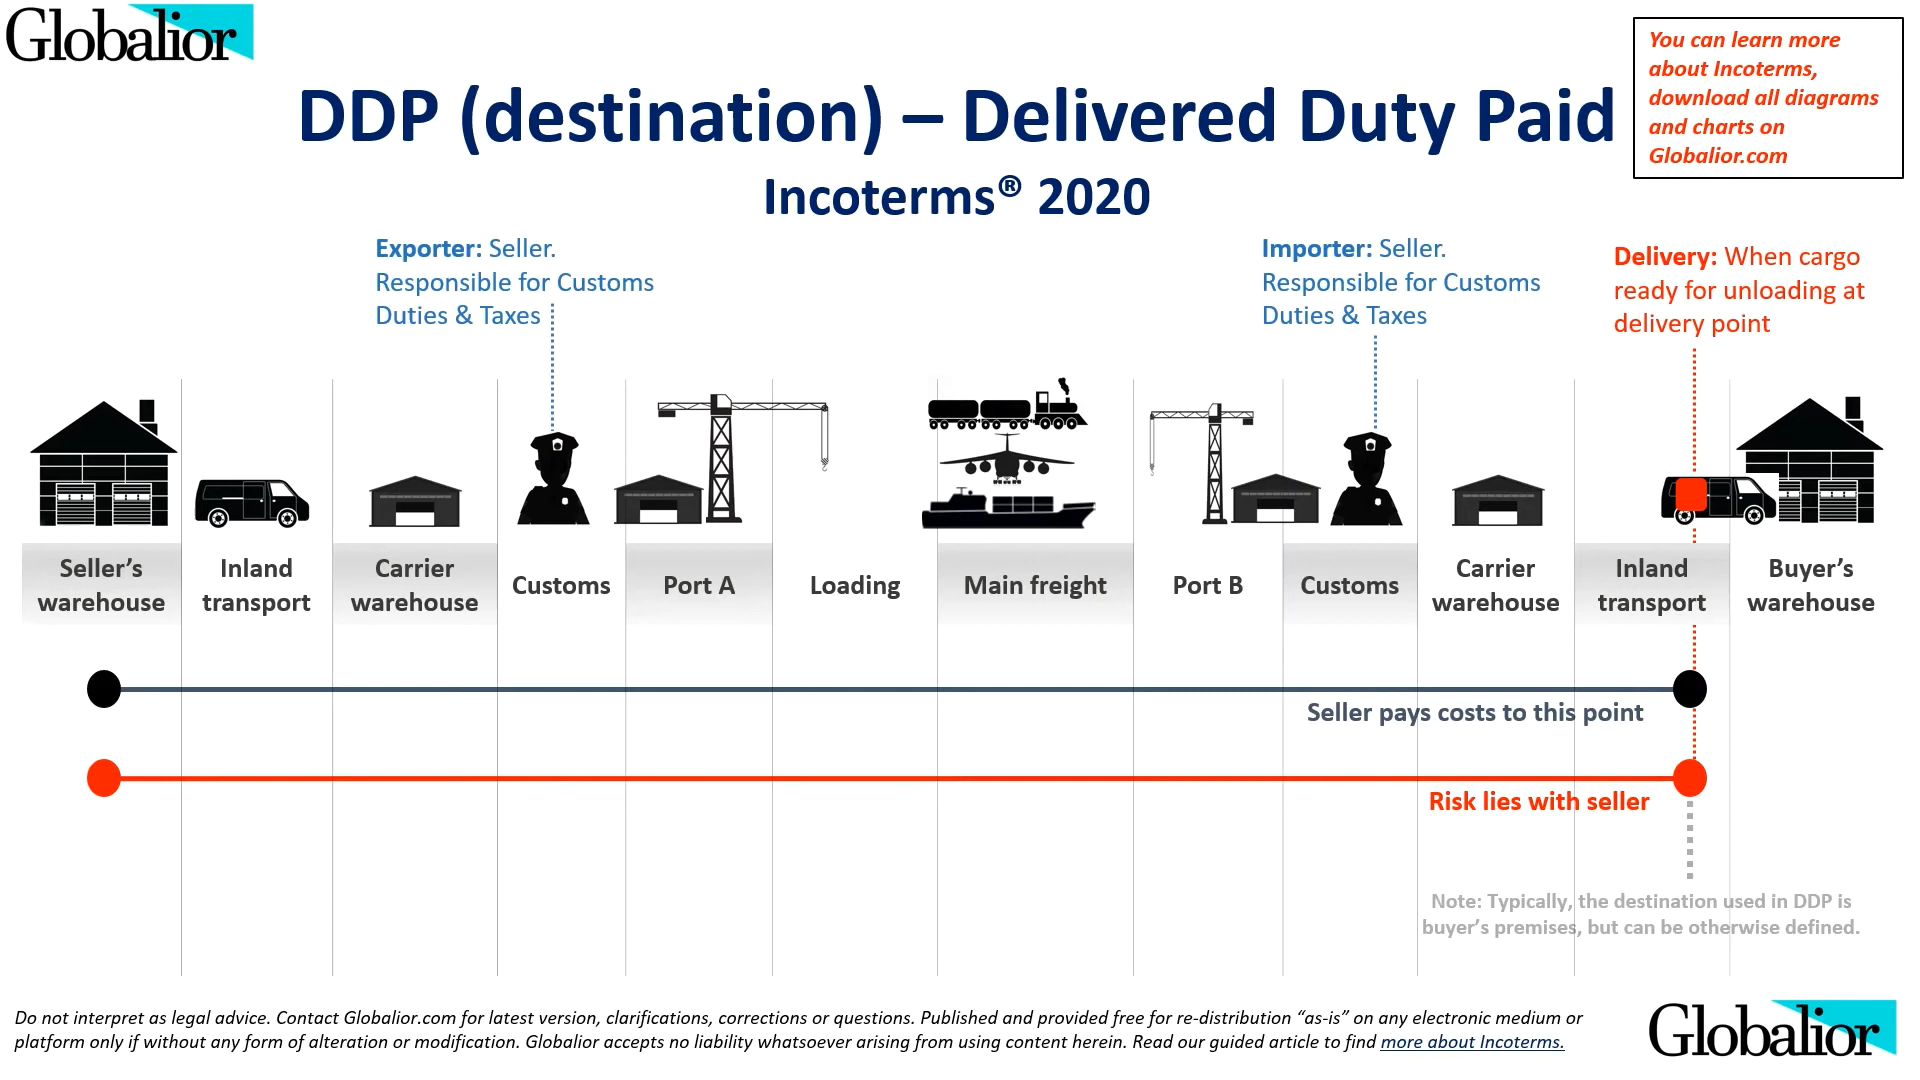 Globalior
You can learn more
about Incoterms,
download all diagrams
and charts on
Globalior.com
DDP (destination) – Delivered Duty Paid
Incoterms® 2020
Exporter: Seller.
Responsible for Customs
Duties & Taxes
Importer: Seller.
Responsible for Customs
Duties & Taxes
Delivery: When cargo
ready for unloading at
delivery point
Seller’s
warehouse
Inland
transport
Carrier
warehouse
Customs
Port A
Loading
Main freight
Port B
Customs
Carrier
warehouse
Inland
transport
Buyer’s
warehouse
Seller pays costs to this point
Risk lies with seller
Note: Typically, the destination used in DDP is
buyer’s premises, but can be otherwise defined.
Do not interpret as legal advice. Contact Globalior.com for latest version, clarifications, corrections or questions. Published and provided free for re-distribution “as-is” on any electronic medium or
platform only if without any form of alteration or modification. Globalior accepts no liability whatsoever arising from using content herein. Read our guided article to find more about Incoterms.
Globalior